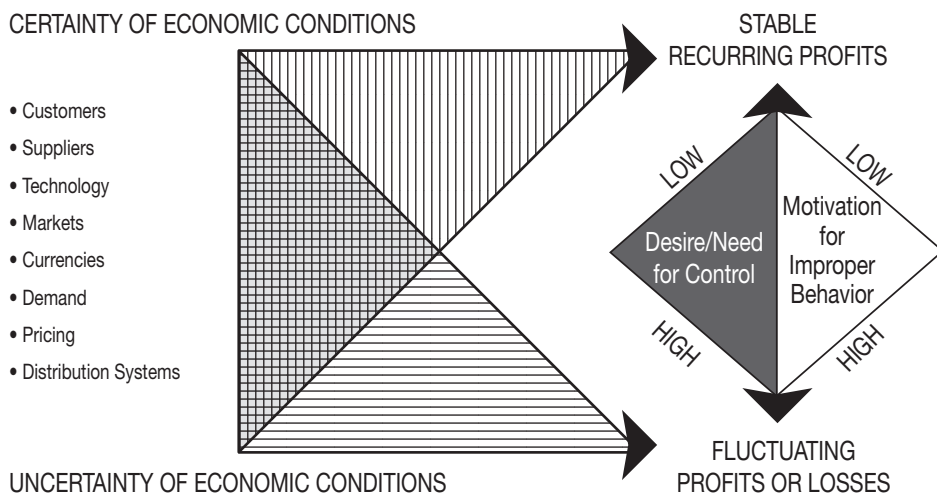 CERTAINTY OF ECONOMIC CONDITIONS
STABLE
RECURRING PROFITS
• Customers
• Suppliers
• Technology
• Markets
• Currencies
• Demand
• Pricing
• Distribution Systems
LOW
LOW
Desire/Need
for Control
Motivation
for
Improper
Behavior
HIGH
HIGH
UNCERTAINTY OF ECONOMIC CONDITIONS
FLUCTUATING
PROFITS OR LOSSES